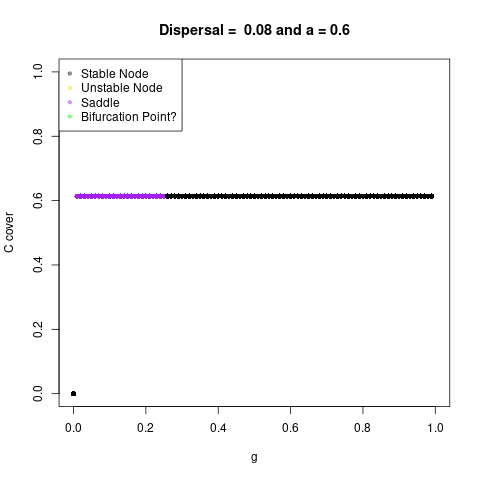 Dispersal =  0.08 and a = 0.6
Stable Node
Unstable Node
Saddle
Bifurcation Point?
1.0
0.8
0.6
0.4
0.2
0.0
C cover
0.0 0.2 0.4 0.6 0.8 1.0
g